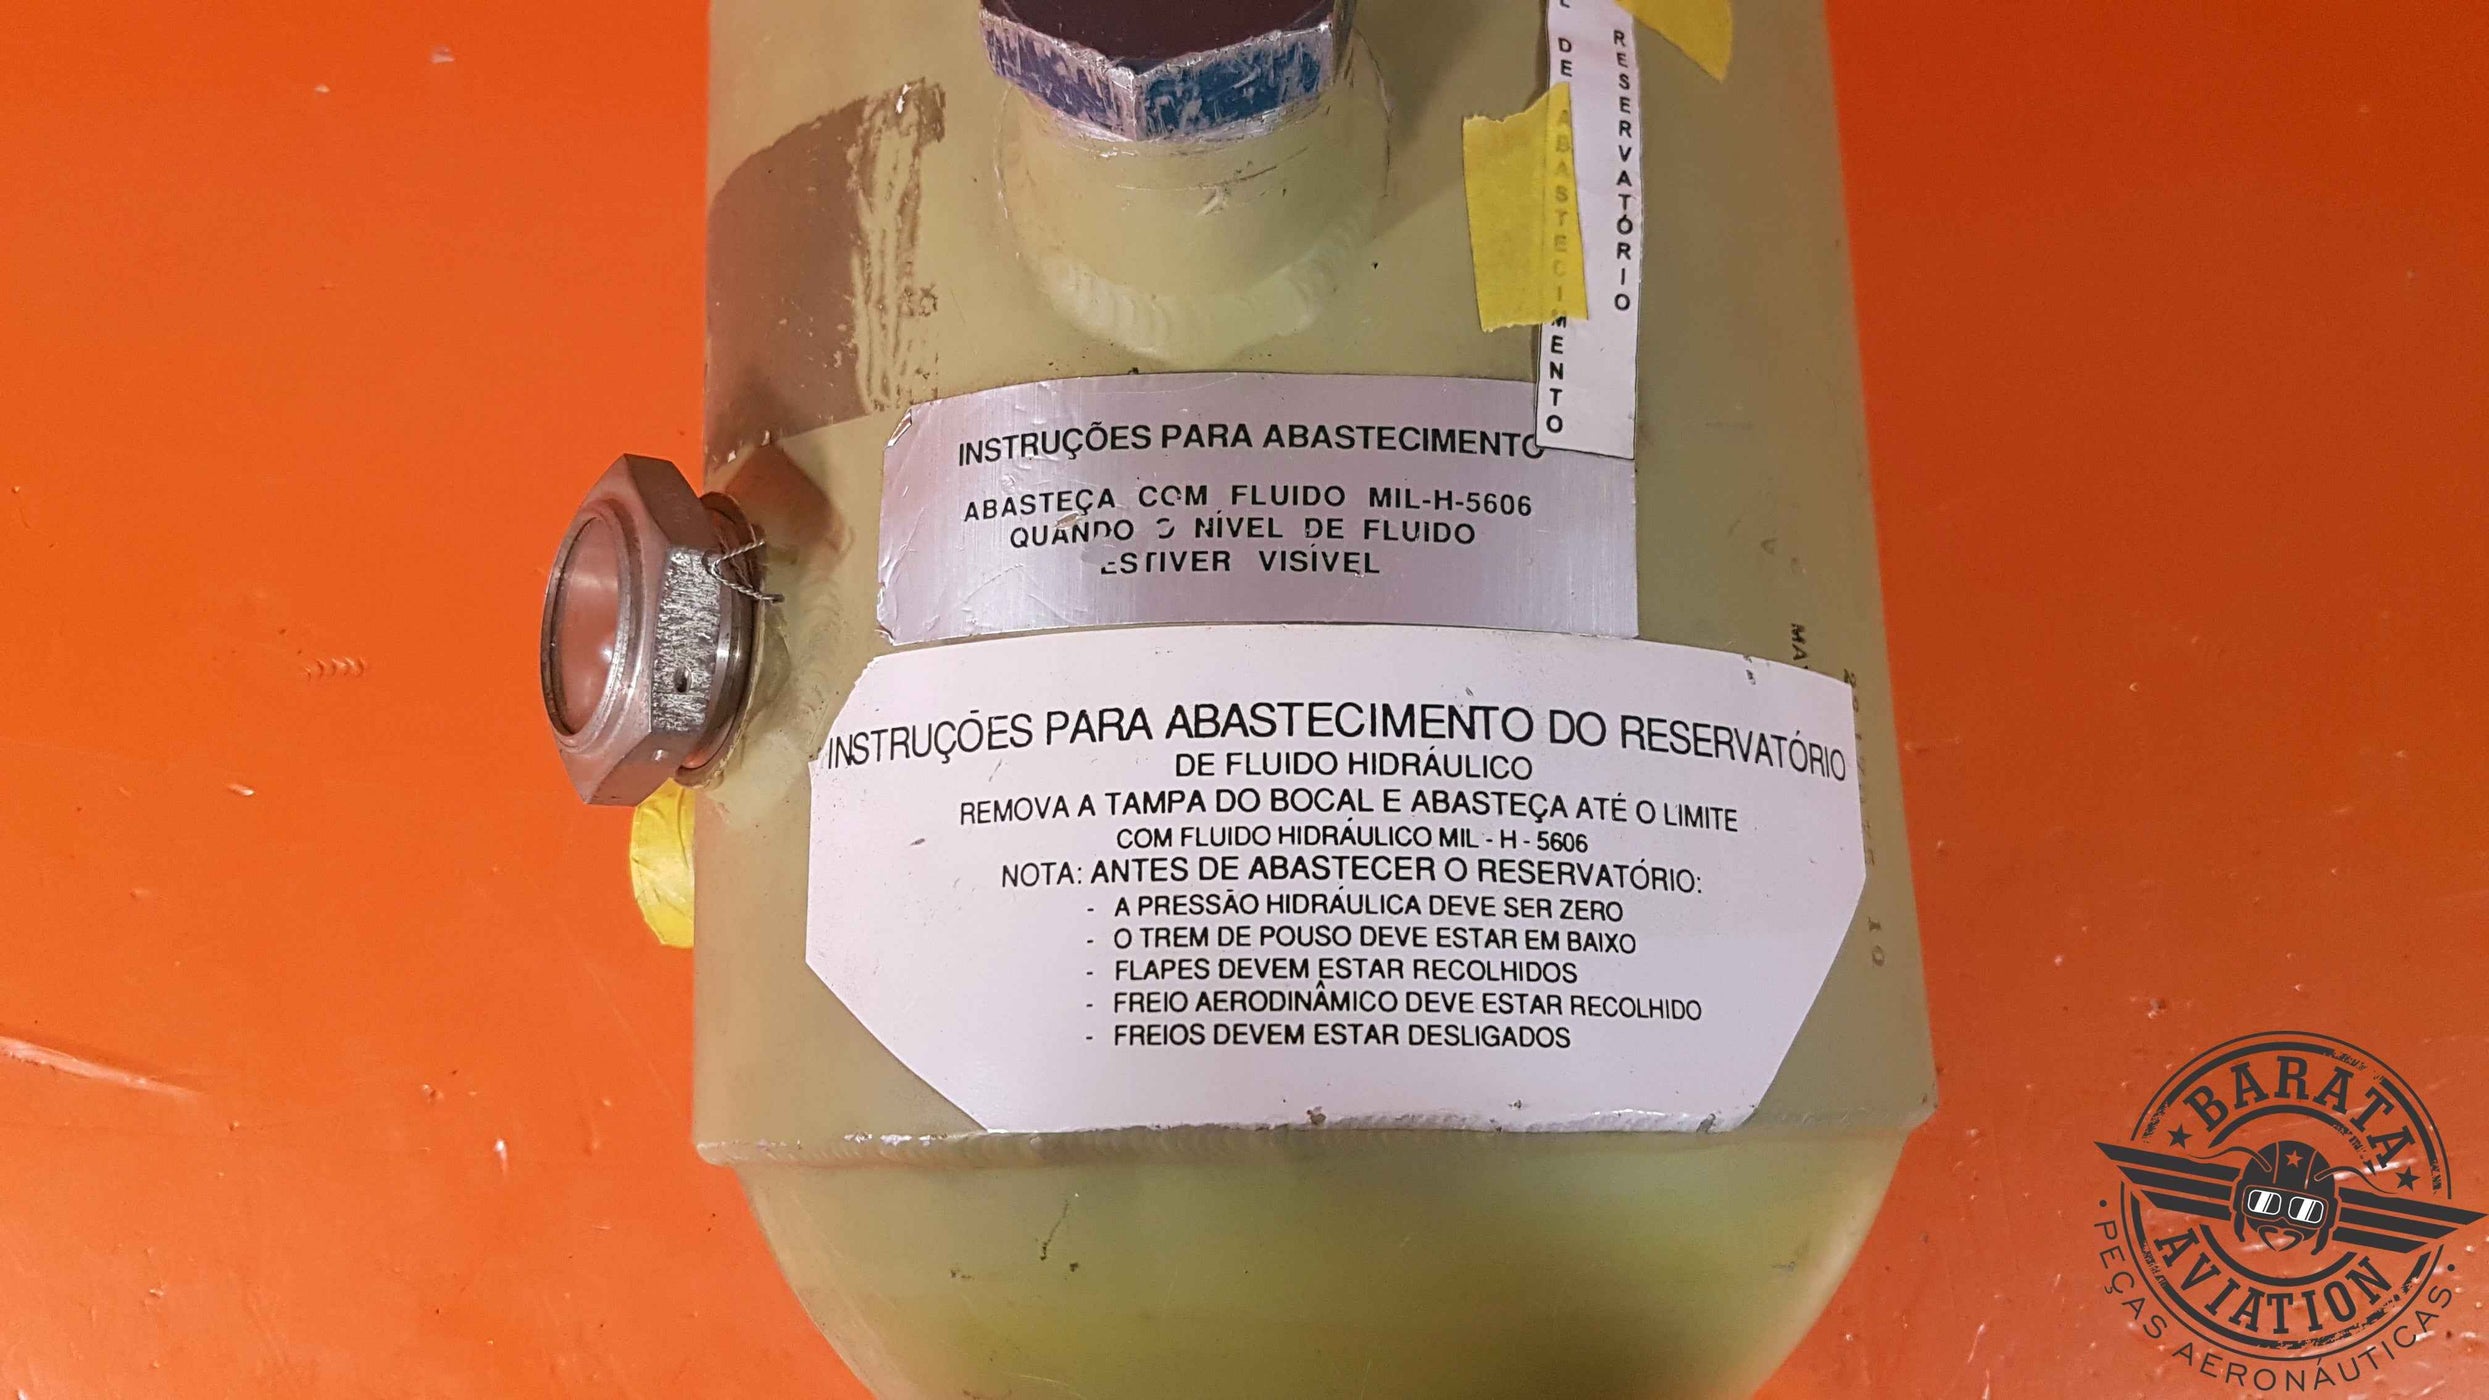 DE ABASTECIMENTO
RESERVATÓRIO
INSTRUÇÕES PARA ABASTECIMENTO
ABASTEÇA COM FLUIDO MIL-H-5606
QUANDO O NÍVEL DE FLUIDO
ESTIVER VISÍVEL
INSTRUÇÕES PARA ABASTECIMENTO DO RESERVATÓRIO
DE FLUIDO HIDRÁULICO
REMOVA A TAMPA DO BOCAL E ABASTEÇA ATÉ O LIMITE
COM FLUIDO HIDRÁULICO MIL - H - 5606
NOTA: ANTES DE ABASTECER O RESERVATÓRIO:
- A PRESSÃO HIDRÁULICA DEVE SER ZERO
- O TREM DE POUSO DEVE ESTAR EM BAIXO
- FLAPES DEVEM ESTAR RECOLHIDOS
- FREIO AERODINÂMICO DEVE ESTAR RECOLHIDO
- FREIOS DEVEM ESTAR DESLIGADOS
10
BARATA
AVIATION
• PEÇAS AERONÁUTICAS •